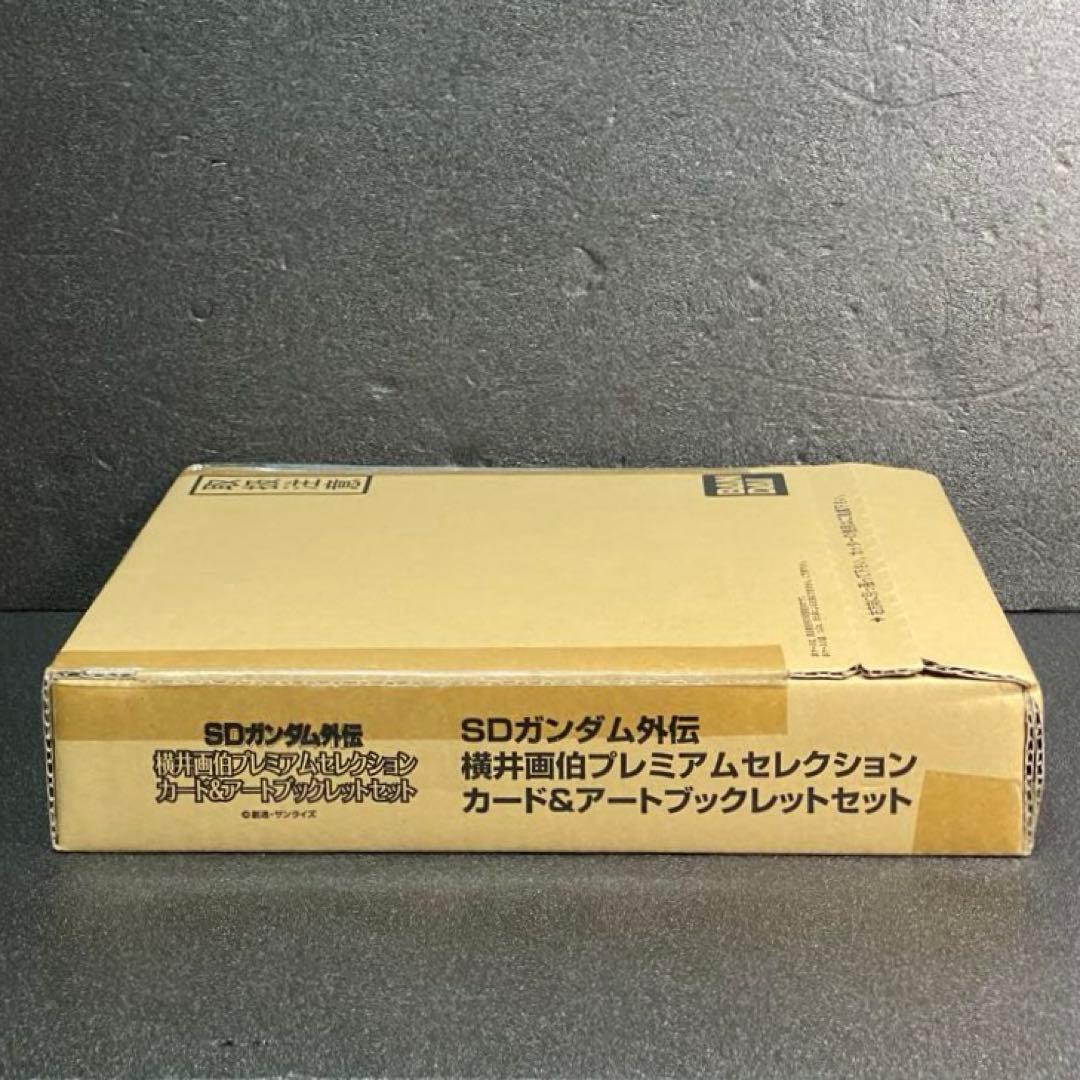 BAN
DAI
SDガンダム外伝
横井画伯プレミアムセレクション
カード&アートブックレットセット
©創通・サンライズ
SDガンダム外伝
横井画伯プレミアムセレクション
カード&アートブックレットセット